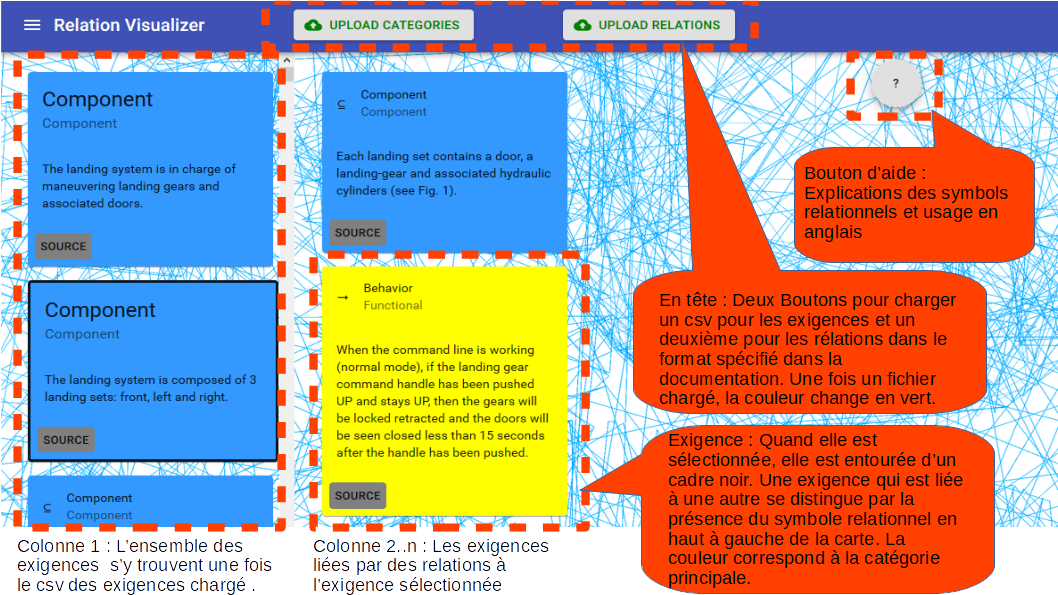 Relation Visualizer
UPLOAD CATEGORIES
UPLOAD RELATIONS
Component
Component
The landing system is in charge of
maneuvering landing gears and
associated doors.
SOURCE
Component
Component
The landing system is composed of 3
landing sets: front, left and right.
SOURCE
⊆
Component
Component
⊆
Component
Component
Each landing set contains a door, a
landing-gear and associated hydraulic
cylinders (see Fig. 1).
SOURCE
→
Behavior
Functional
When the command line is working
(normal mode), if the landing gear
command handle has been pushed
UP and stays UP, then the gears will
be locked retracted and the doors will
be seen closed less than 15 seconds
after the handle has been pushed.
SOURCE
?
Bouton d’aide :
Explications des symbols
relationnels et usage en
anglais
En tête : Deux Boutons pour charger
un csv pour les exigences et un
deuxième pour les rélations dans le
format spécifié dans la
documentation. Une fois un fichier
chargé, la couleur change en vert.
Exigence : Quand elle est
sélectionnée, elle est entourée d’un
cadre noir. Une exigence qui est liée
à une autre se distingue par la
présence du symbole relationnel en
haut à gauche de la carte. La
couleur correspond à la catégorie
principale.
Colonne 1 : L’ensemble des
exigences s’y trouvent une fois
le csv des exigences chargé .
Colonne 2..n : Les exigences
liées par des relations à
l’exigence sélectionnée